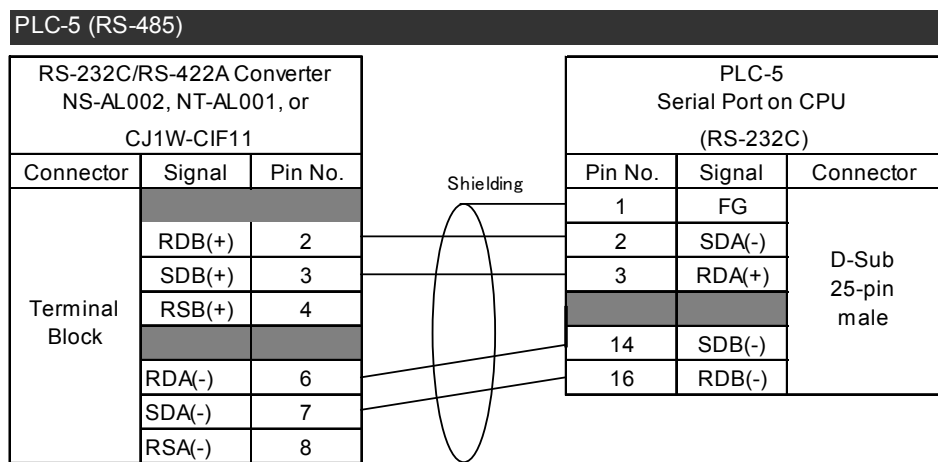 PLC-5 (RS-485)
RS-232C/RS-422A Converter
NS-AL002, NT-AL001, or
CJ1W-CIF11
Connector Signal Pin No.
Terminal
Block
RDB(+) 2
SDB(+) 3
RSB(+) 4
RDA(-) 6
SDA(-) 7
RSA(-) 8
Shielding
PLC-5
Serial Port on CPU
(RS-232C)
Pin No. Signal Connector
1 FG
2 SDA(-)
3 RDA(+)
14 SDB(-)
16 RDB(-)
D-Sub
25-pin
male